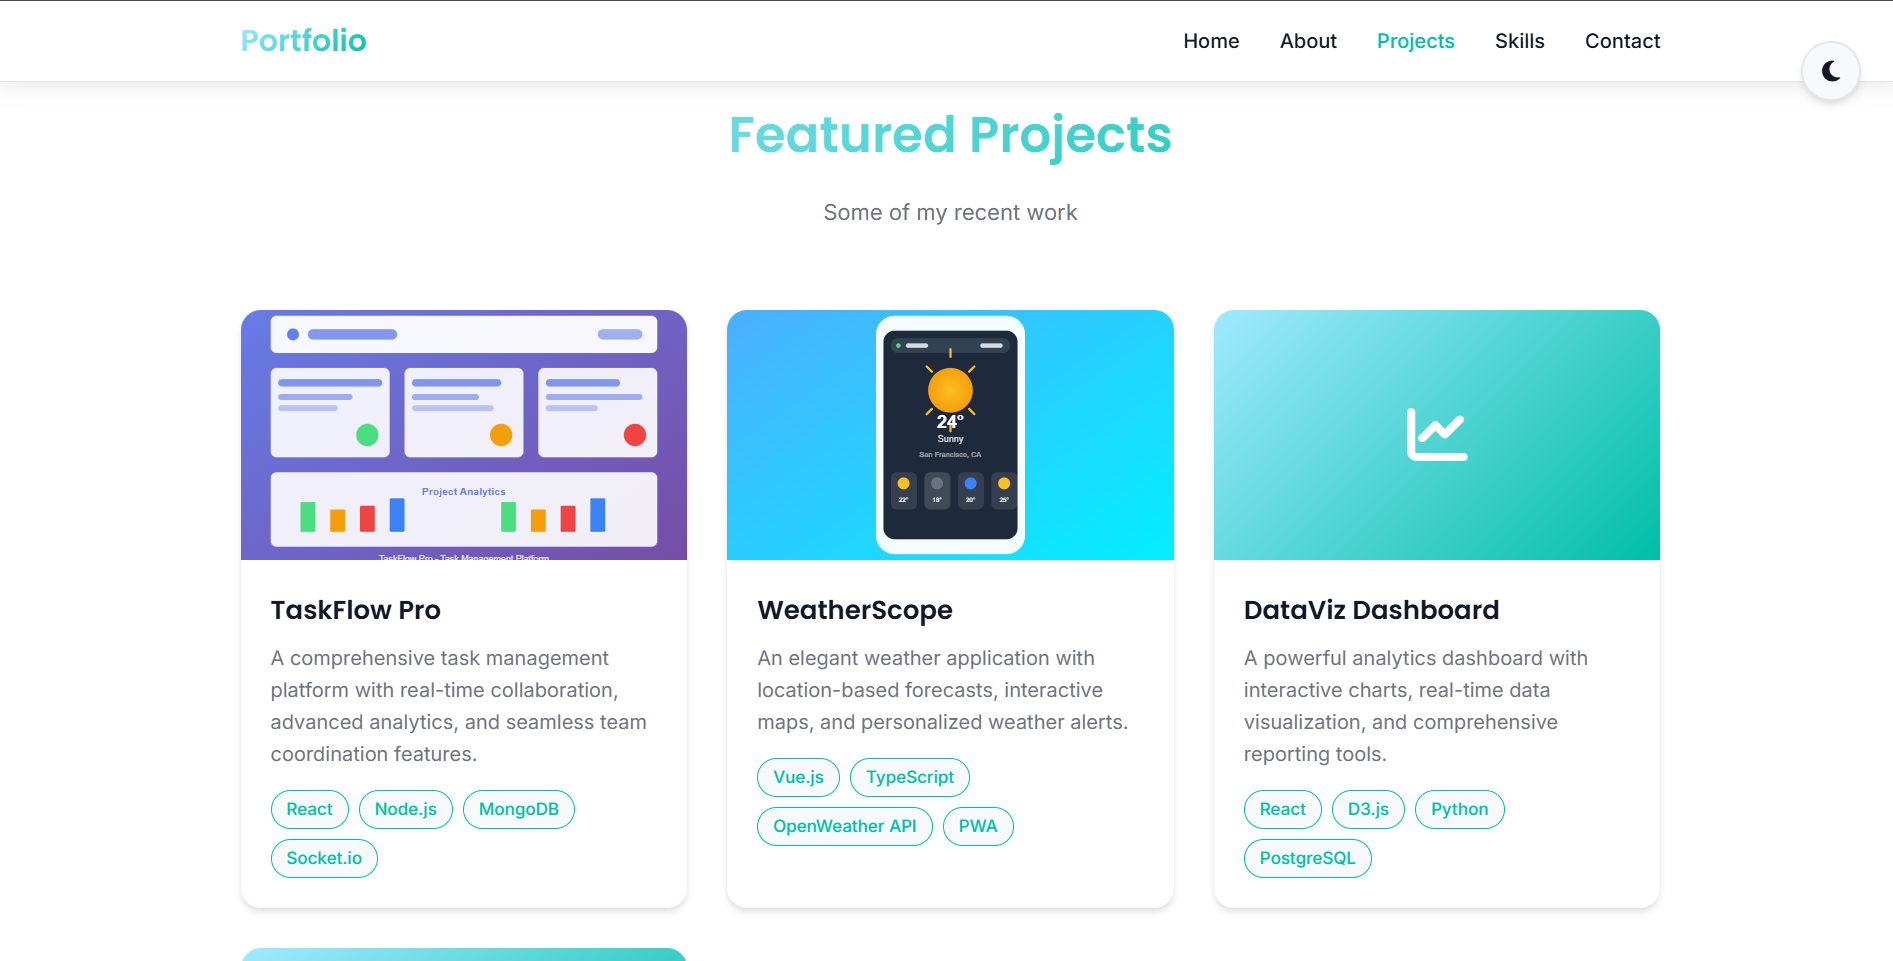 Portfolio
Home
About
Projects
Skills
Contact
Featured Projects
Some of my recent work
Project Analytics
TaskFlow Pro - Task Management Platform
24°
Sunny
San Francisco, CA
22°
18°
20°
25°
TaskFlow Pro
A comprehensive task management
platform with real-time collaboration,
advanced analytics, and seamless team
coordination features.
React
Node.js
MongoDB
Socket.io
WeatherScope
An elegant weather application with
location-based forecasts, interactive
maps, and personalized weather alerts.
Vue.js
TypeScript
OpenWeather API
PWA
DataViz Dashboard
A powerful analytics dashboard with
interactive charts, real-time data
visualization, and comprehensive
reporting tools.
React
D3.js
Python
PostgreSQL